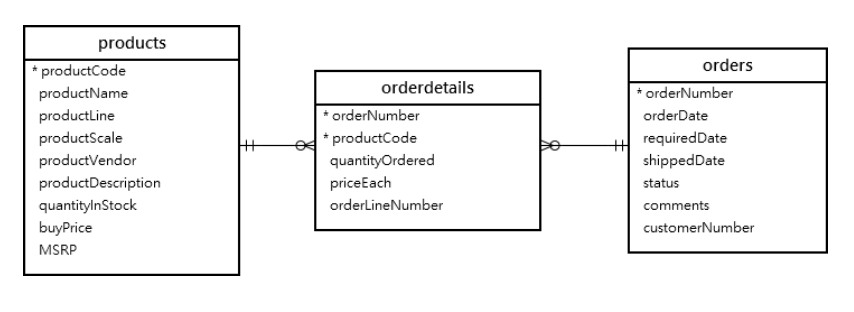 products
* productCode
productName
productLine
productScale
productVendor
productDescription
quantityInStock
buyPrice
MSRP
orderdetails
* orderNumber
* productCode
quantityOrdered
priceEach
orderLineNumber
orders
* orderNumber
orderDate
requiredDate
shippedDate
status
comments
customerNumber